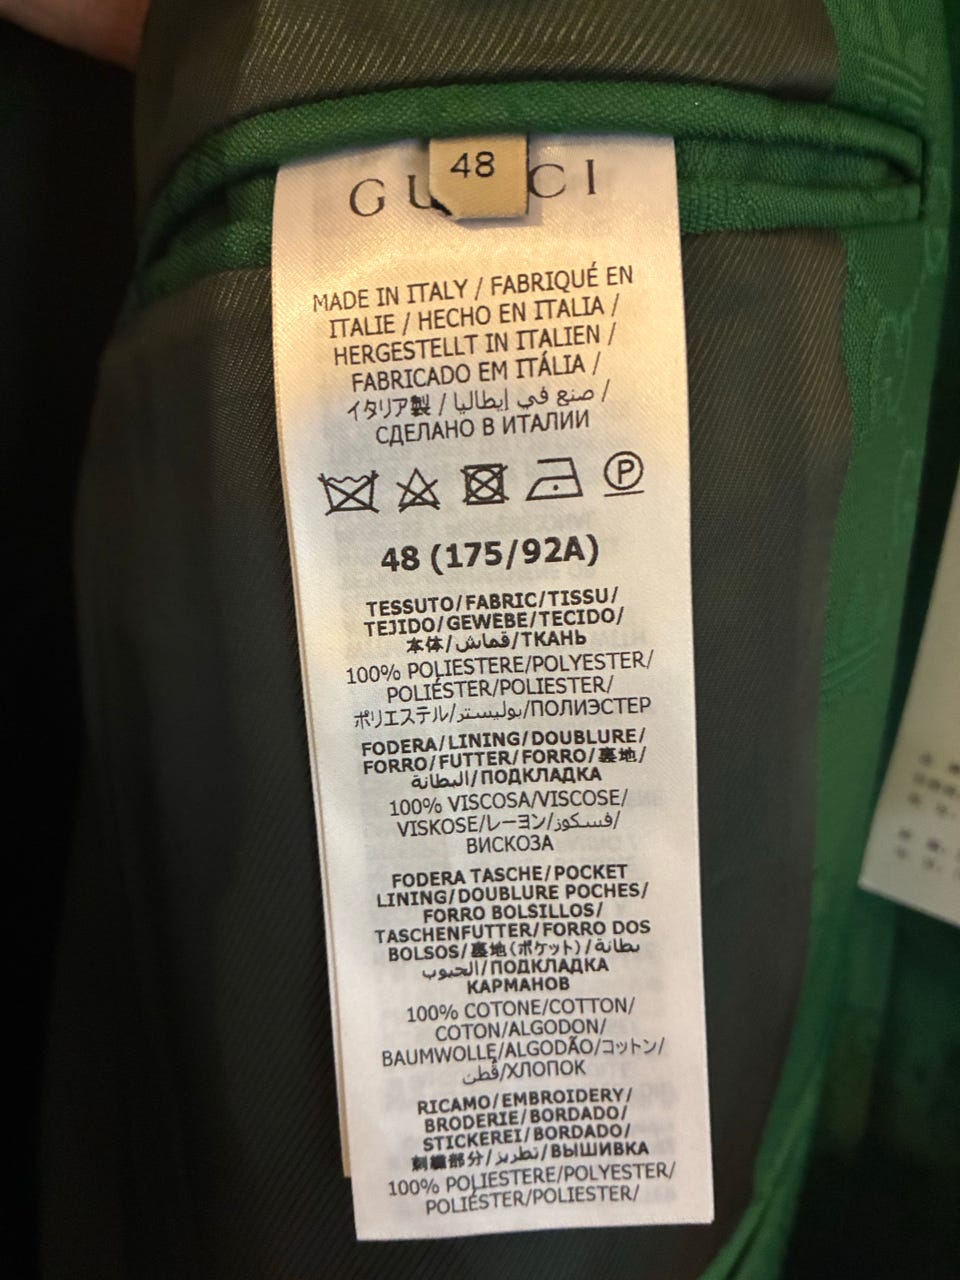 48
GU CI
MADE IN ITALY / FABRIQUÉ EN
ITALIE / HECHO EN ITALIA /
HERGESTELLT IN ITALIEN /
FABRICADO EM ITÁLIA /
イタリア製 / صنع في إيطاليا /
СДЕЛАНО В ИТАЛИИ
P
48 (175/92A)
TESSUTO/FABRIC/TISSU/
TEJIDO/GEWEBE/TECIDO/
本体/قماش/ТКАНЬ
100% POLIESTERE/POLYESTER/
POLIÉSTER/POLIESTER/
ポリエステル/بوليستر/ПОЛИЭСТЕР
FODERA/LINING/DOUBLURE/
FORRO/FUTTER/FORRO/裏地/
البطانة/ПОДКЛАДКА
100% VISCOSA/VISCOSE/
VISKOSE/レーヨン/فسكوز/
ВИСКОЗА
FODERA TASCHE/POCKET
LINING/DOUBLURE POCHES/
FORRO BOLSILLOS/
TASCHENFUTTER/FORRO DOS
BOLSOS/裏地(ポケット)/بطانة
الجيوب/ПОДКЛАДКА
КАРМАНОВ
100% COTONE/COTTON/
COTON/ALGODON/
BAUMWOLLE/ALGODÃO/コットン/
قطن/ХЛОПОК
RICAMO/EMBROIDERY/
BRODERIE/BORDADO/
STICKEREI/BORDADO/
刺繍部分/تطريز/ВЫШИВКА
100% POLIESTERE/POLYESTER/
POLIÉSTER/POLIESTER/